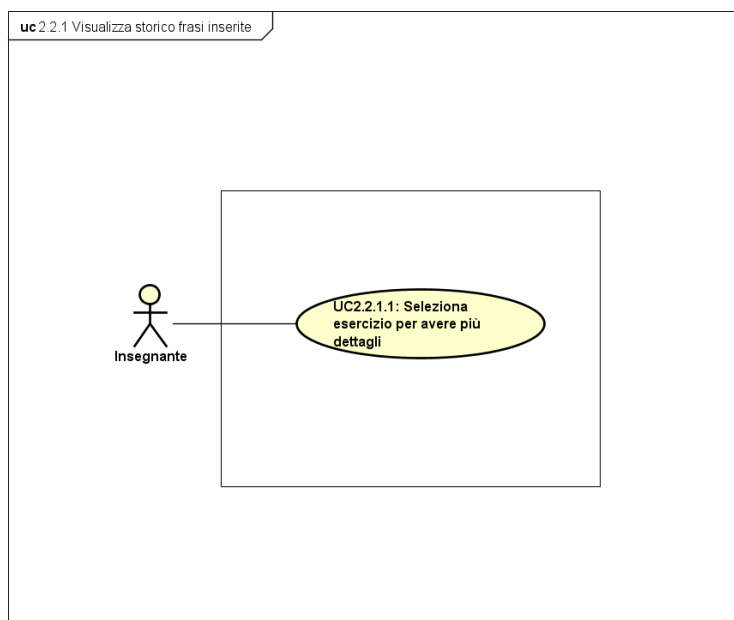 uc 2.2.1 Visualizza storico frasi inserite
UC2.2.1.1: Seleziona
esercizio per avere più
dettagli
Insegnante